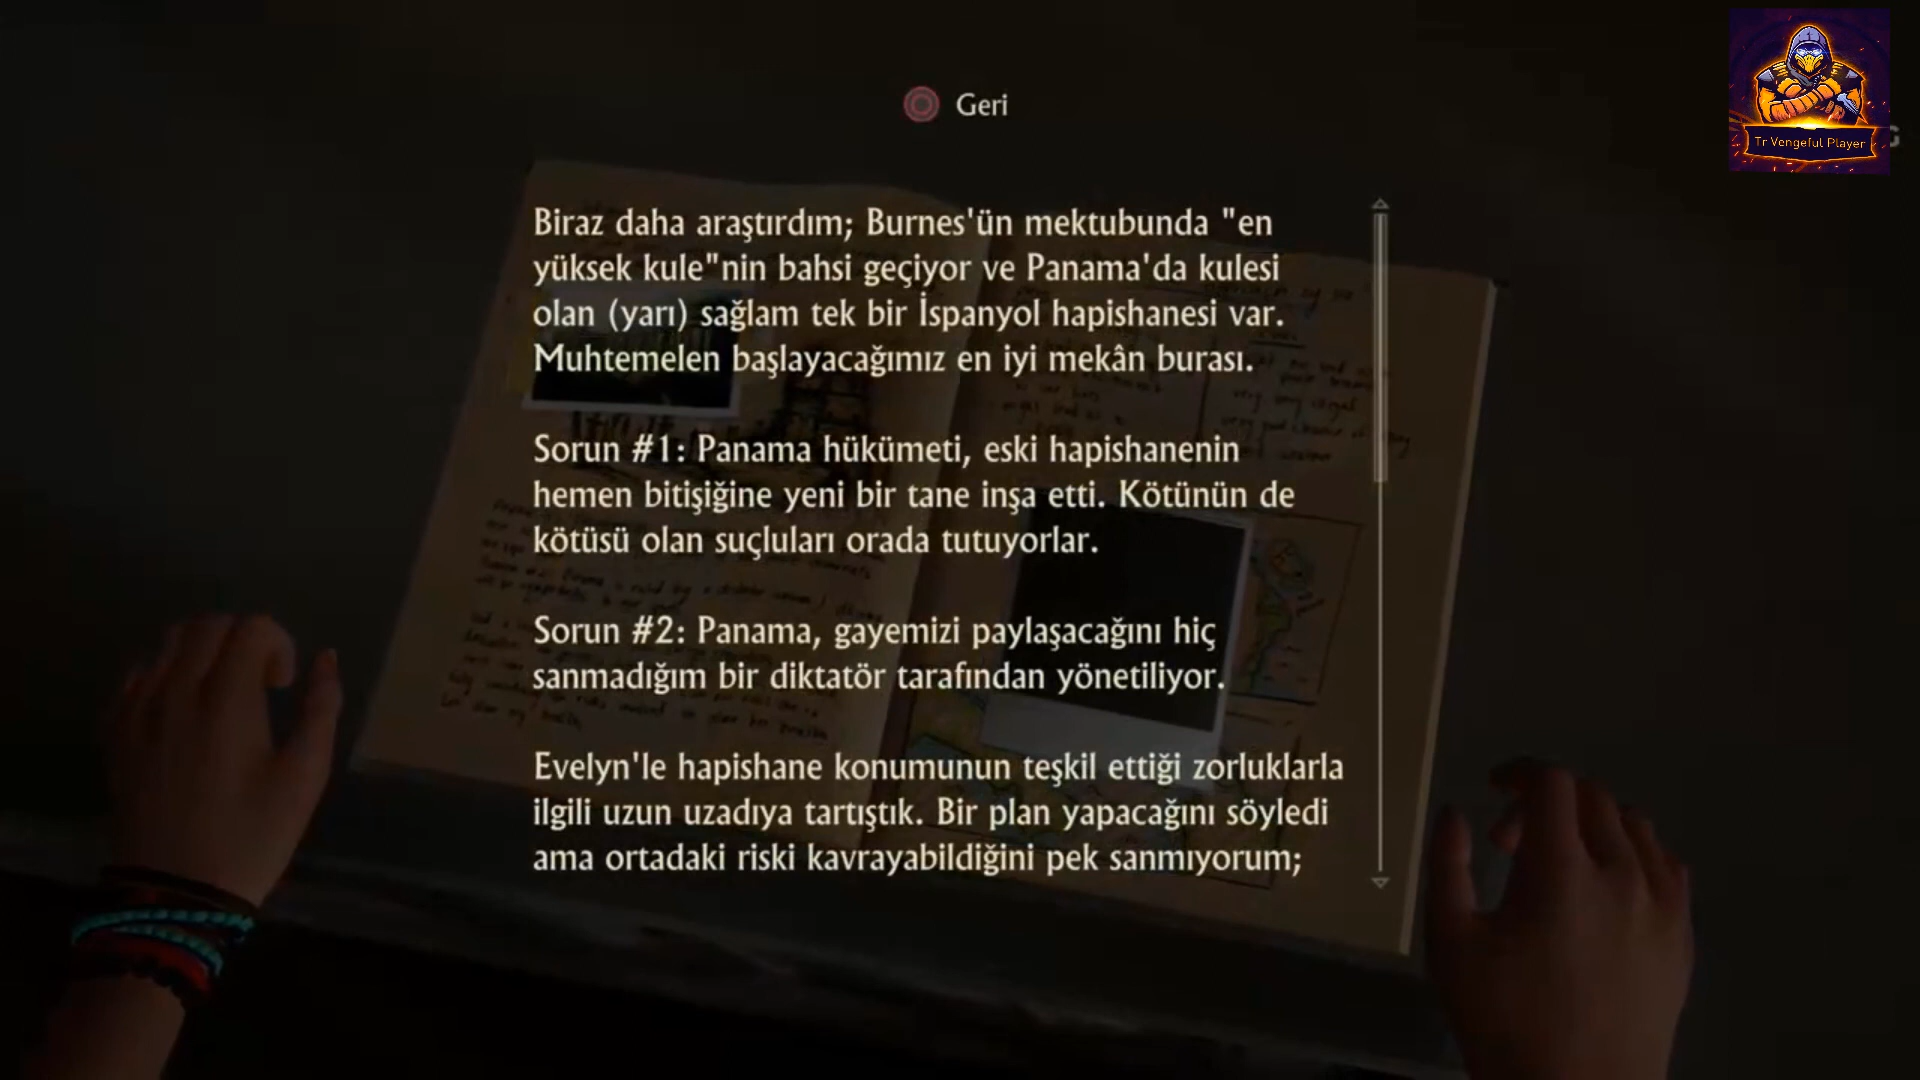 Geri
Tr Vengeful Player
Biraz daha araştırdım; Burnes'ün mektubunda "en
yüksek kule"nin bahsi geçiyor ve Panama'da kulesi
olan (yarı) sağlam tek bir İspanyol hapishanesi var.
Muhtemelen başlayacağımız en iyi mekân burası.
Sorun #1: Panama hükümeti, eski hapishanenin
hemen bitişiğine yeni bir tane inşa etti. Kötünün de
kötüsü olan suçluları orada tutuyorlar.
Sorun #2: Panama, gayemizi paylaşacağını hiç
sanmadığım bir diktatör tarafından yönetiliyor.
Evelyn'le hapishane konumunun teşkil ettiği zorluklarla
ilgili uzun uzadıya tartıştık. Bir plan yapacağını söyledi
ama ortadaki riski kavrayabildiğini pek sanmıyorum;